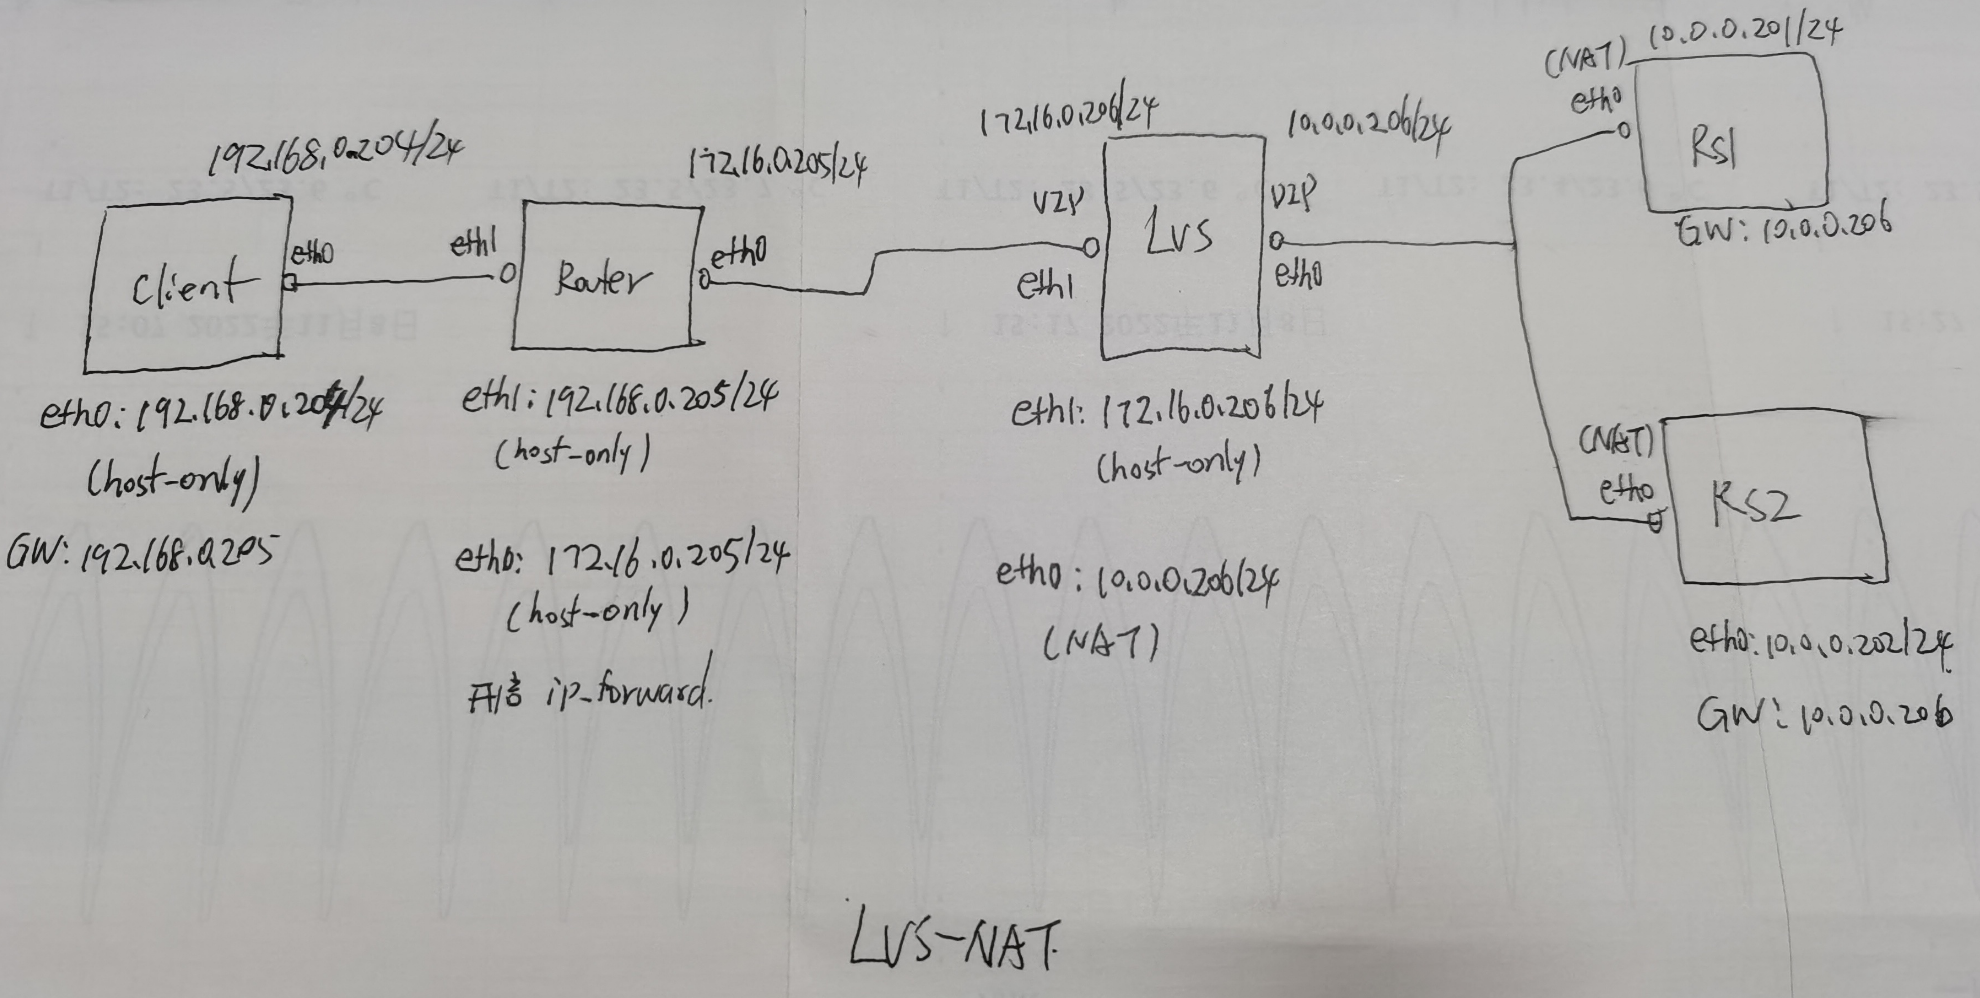 10.0.0.201/24
(NAT)
eth0
RS1
GW: 10.0.0.206
172.16.0.206/24
10.0.0.206/24
192.168.0.204/24
172.16.0.205/24
VIP
VIP
LVS
eth0
eth1
eth0
eth1
eth0
Client
Router
eth0: 192.168.0.204/24
(host-only)
GW: 192.168.0.205
eth1: 192.168.0.205/24
(host-only)
eth0: 172.16.0.205/24
(host-only)
开启 ip_forward.
eth1: 172.16.0.206/24
(host-only)
eth0: 10.0.0.206/24
(NAT)
(NAT)
eth0
RS2
eth0: 10.0.0.202/24
GW: 10.0.0.206
LVS-NAT.